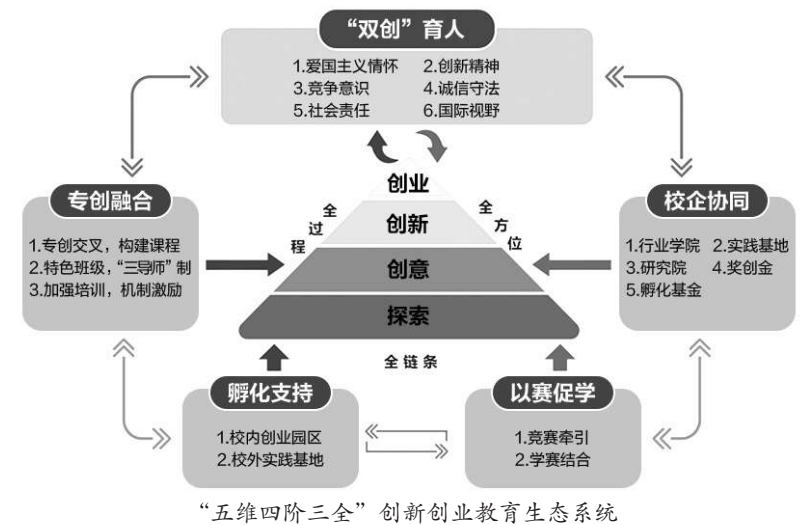 “双创”育人
1.爱国主义情怀 2.创新精神
3.竞争意识 4.诚信守法
5.社会责任 6.国际视野
专创融合
1.专创交叉，构建课程
2.特色班级，“三导师”制
3.加强培训，机制激励
全过程
创业
创新
创意
探索
全方位
全链条
校企协同
1.行业学院 2.实践基地
3.研究院 4.奖创金
5.孵化基金
孵化支持
1.校内创业园区
2.校外实践基地
以赛促学
1.竞赛牵引
2.学赛结合
“五维四阶三全”创新创业教育生态系统